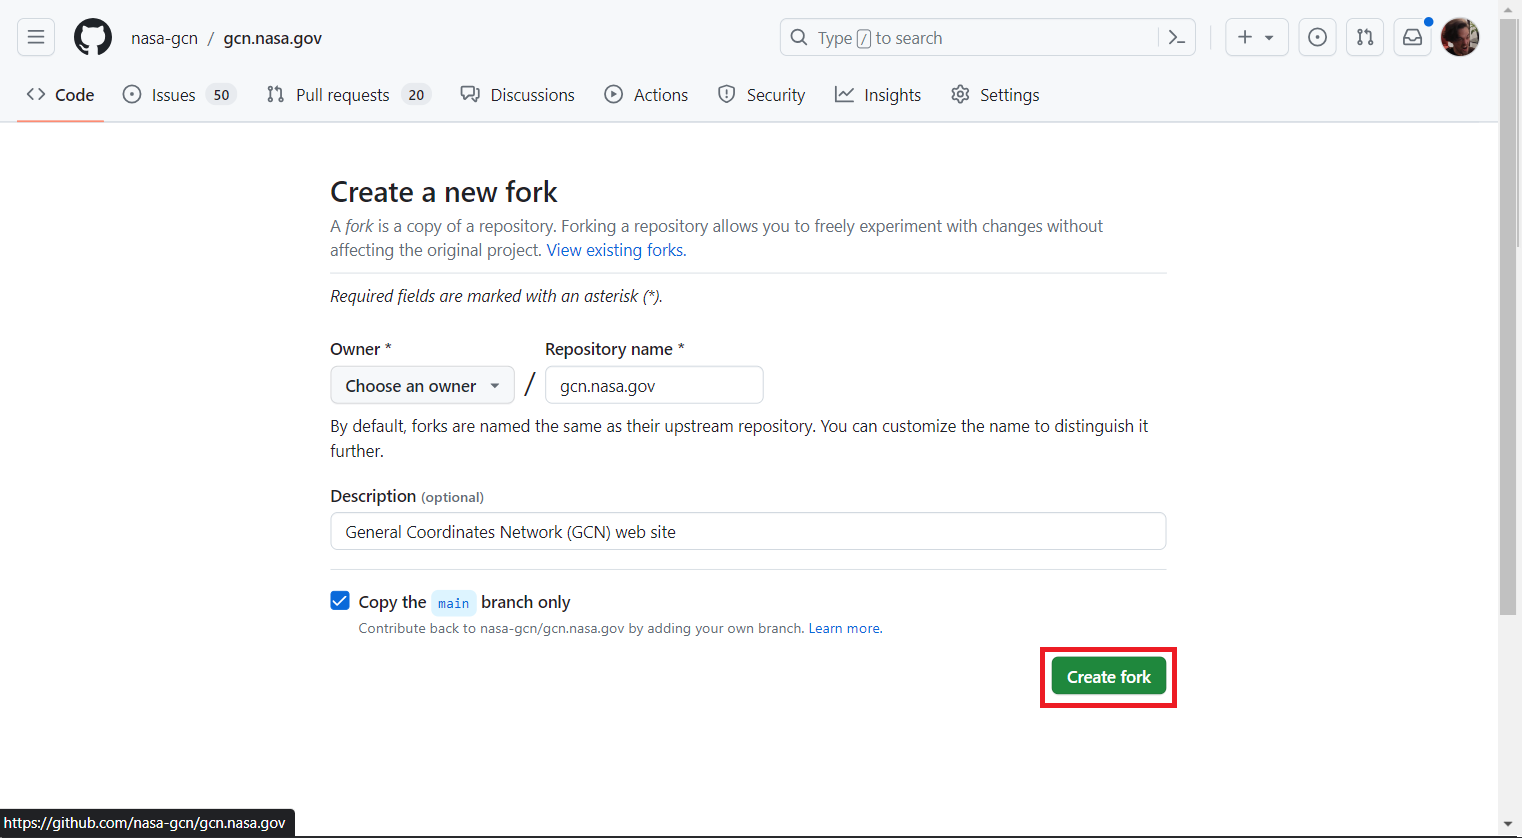 nasa-gcn / gcn.nasa.gov
Type / to search
Code
Issues 50
Pull requests 20
Discussions
Actions
Security
Insights
Settings
Create a new fork
A fork is a copy of a repository. Forking a repository allows you to freely experiment with changes without
affecting the original project. View existing forks.
Required fields are marked with an asterisk (*).
Owner *
Repository name *
Choose an owner
/
gcn.nasa.gov
By default, forks are named the same as their upstream repository. You can customize the name to distinguish it
further.
Description (optional)
General Coordinates Network (GCN) web site
Copy the main branch only
Contribute back to nasa-gcn/gcn.nasa.gov by adding your own branch. Learn more.
Create fork
https://github.com/nasa-gcn/gcn.nasa.gov